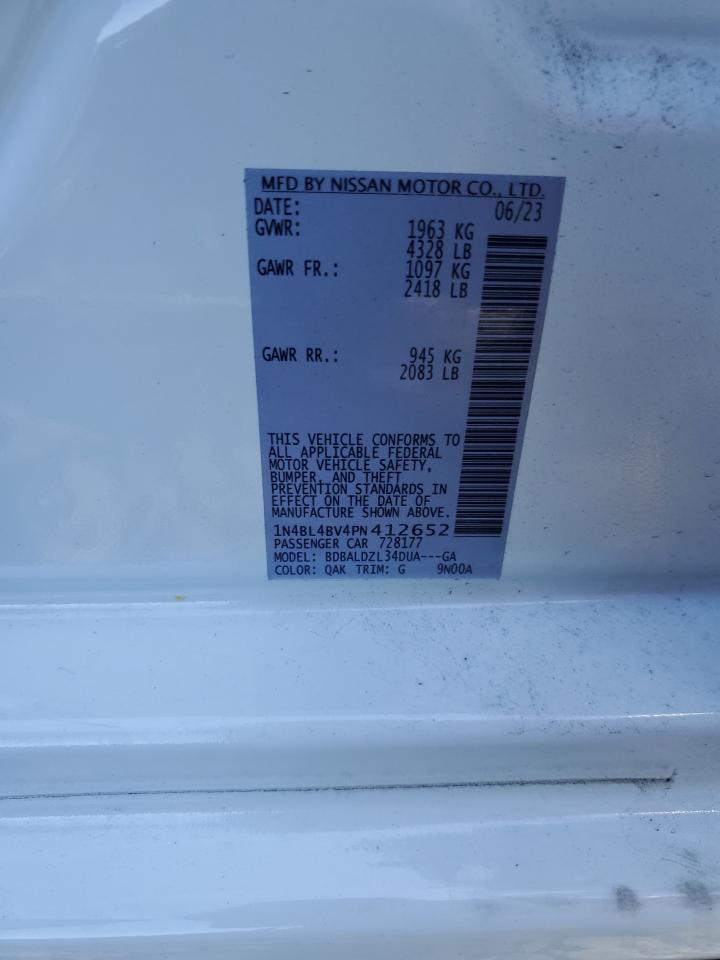 MFD BY NISSAN MOTOR CO., LTD.
DATE: 06/23
GVWR: 1963 KG
4328 LB
GAWR FR.: 1097 KG
2418 LB
GAWR RR.: 945 KG
2083 LB
THIS VEHICLE CONFORMS TO
ALL APPLICABLE FEDERAL
MOTOR VEHICLE SAFETY,
BUMPER, AND THEFT
PREVENTION STANDARDS IN
EFFECT ON THE DATE OF
MANUFACTURE SHOWN ABOVE.
1N4BL4BV4PN412652
PASSENGER CAR 728177
MODEL: BDBALDZL34DUA---GA
COLOR: QAK TRIM: G 9N00A